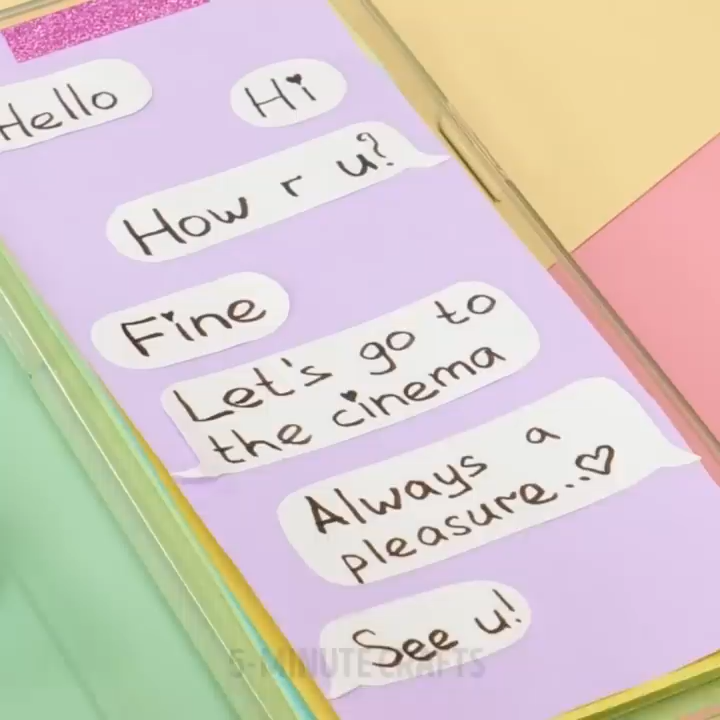 Hello
Hi
How r u?
Fine
Let's go to
the cinema
Always a
pleasure..♡
See u!
5-MINUTE CRAFTS